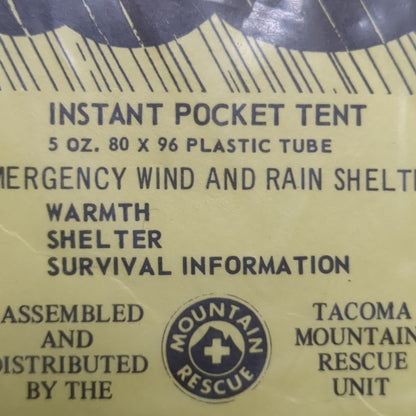 INSTANT POCKET TENT
5 OZ. 80 X 96 PLASTIC TUBE
MERGENCY WIND AND RAIN SHELTE
WARMTH
SHELTER
SURVIVAL INFORMATION
ASSEMBLED
AND
DISTRIBUTED
BY THE
MOUNTAIN
RESCUE
TACOMA
MOUNTAIN
RESCUE
UNIT